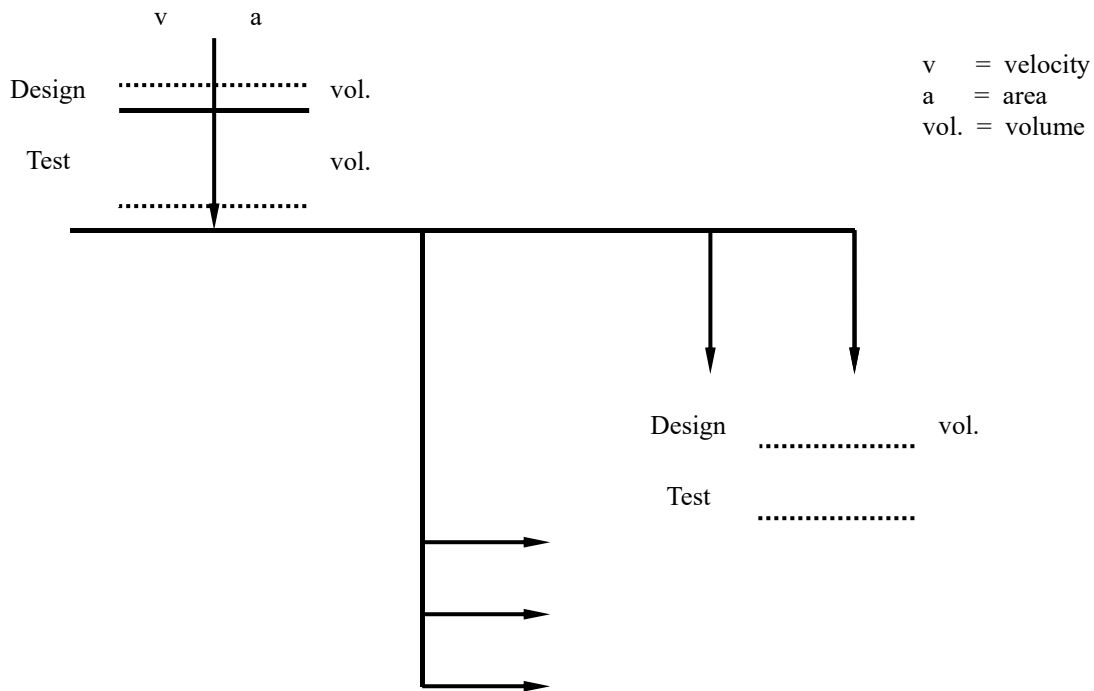 v a
Design vol.
Test vol.
v = velocity
a = area
vol. = volume
Design vol.
Test